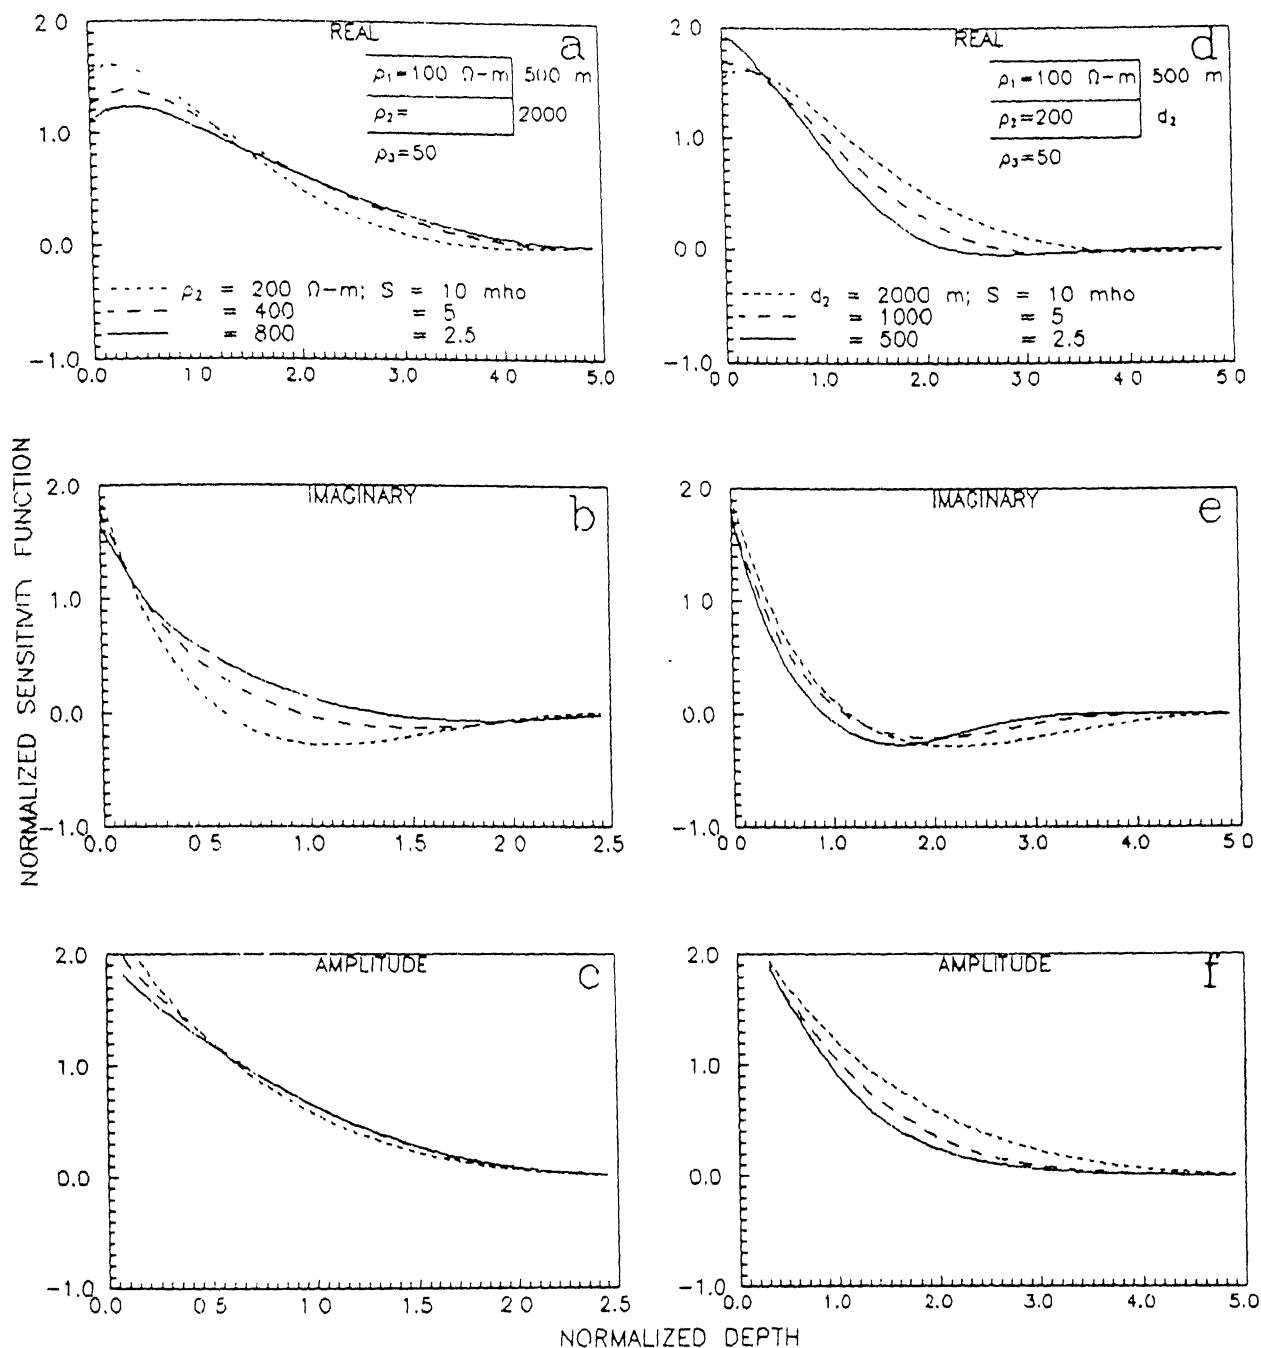 REAL
a
2.0
1.0
0.0
−1.0
ρ₁=100 Ω-m 500 m
ρ₂= 2000
ρ₃=50
ρ₂ = 200 Ω-m; S = 10 mho
= 400 = 5
= 800 = 2.5
0.0 1.0 2.0 3.0 4.0 5.0
REAL
d
2.0
1.0
0.0
−1.0
ρ₁=100 Ω-m 500 m
ρ₂=200 d₂
ρ₃=50
d₂ = 2000 m; S = 10 mho
= 1000 = 5
= 500 = 2.5
0.0 1.0 2.0 3.0 4.0 5.0
NORMALIZED SENSITIVITY FUNCTION
IMAGINARY
b
2.0
1.0
0.0
−1.0
0.0 0.5 1.0 1.5 2.0 2.5
IMAGINARY
e
2.0
1.0
0.0
−1.0
0.0 1.0 2.0 3.0 4.0 5.0
AMPLITUDE
c
2.0
1.0
0.0
−1.0
0.0 0.5 1.0 1.5 2.0 2.5
AMPLITUDE
f
2.0
1.0
0.0
−1.0
0.0 1.0 2.0 3.0 4.0 5.0
NORMALIZED DEPTH